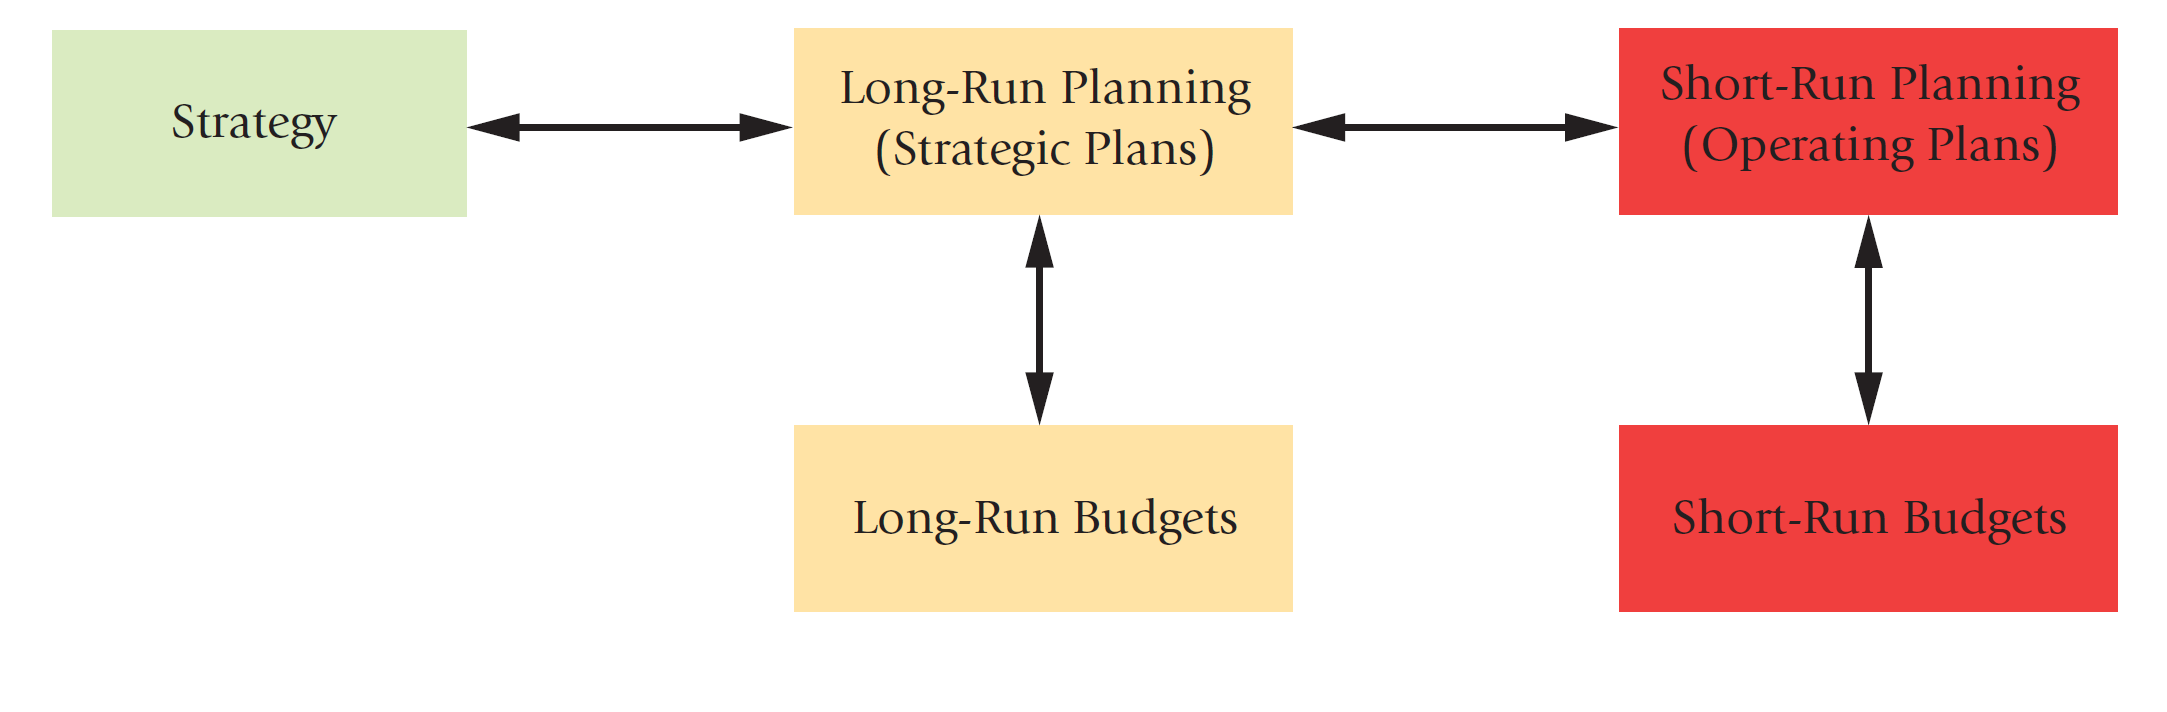 Strategy
Long-Run Planning
(Strategic Plans)
Short-Run Planning
(Operating Plans)
Long-Run Budgets
Short-Run Budgets